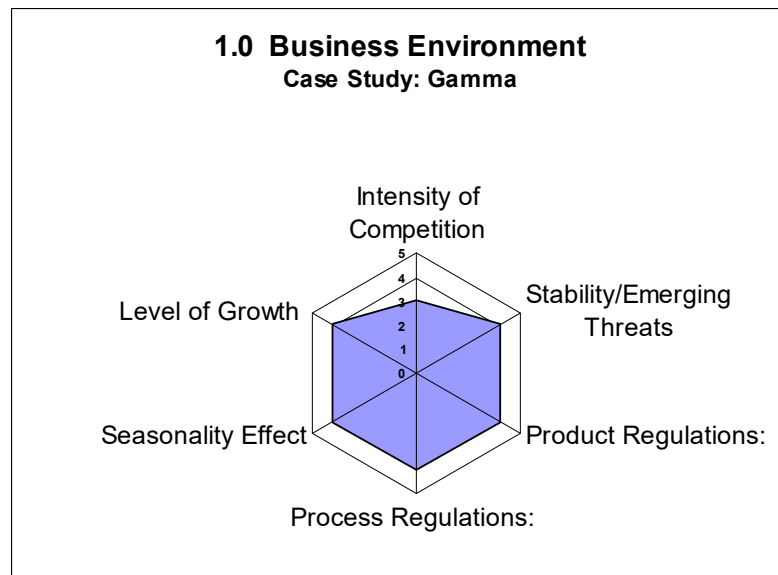 1.0 Business Environment
Case Study: Gamma
Intensity of
Competition
5
4
3
2
1
0
Stability/Emerging
Threats
Level of Growth
Seasonality Effect
Product Regulations:
Process Regulations: